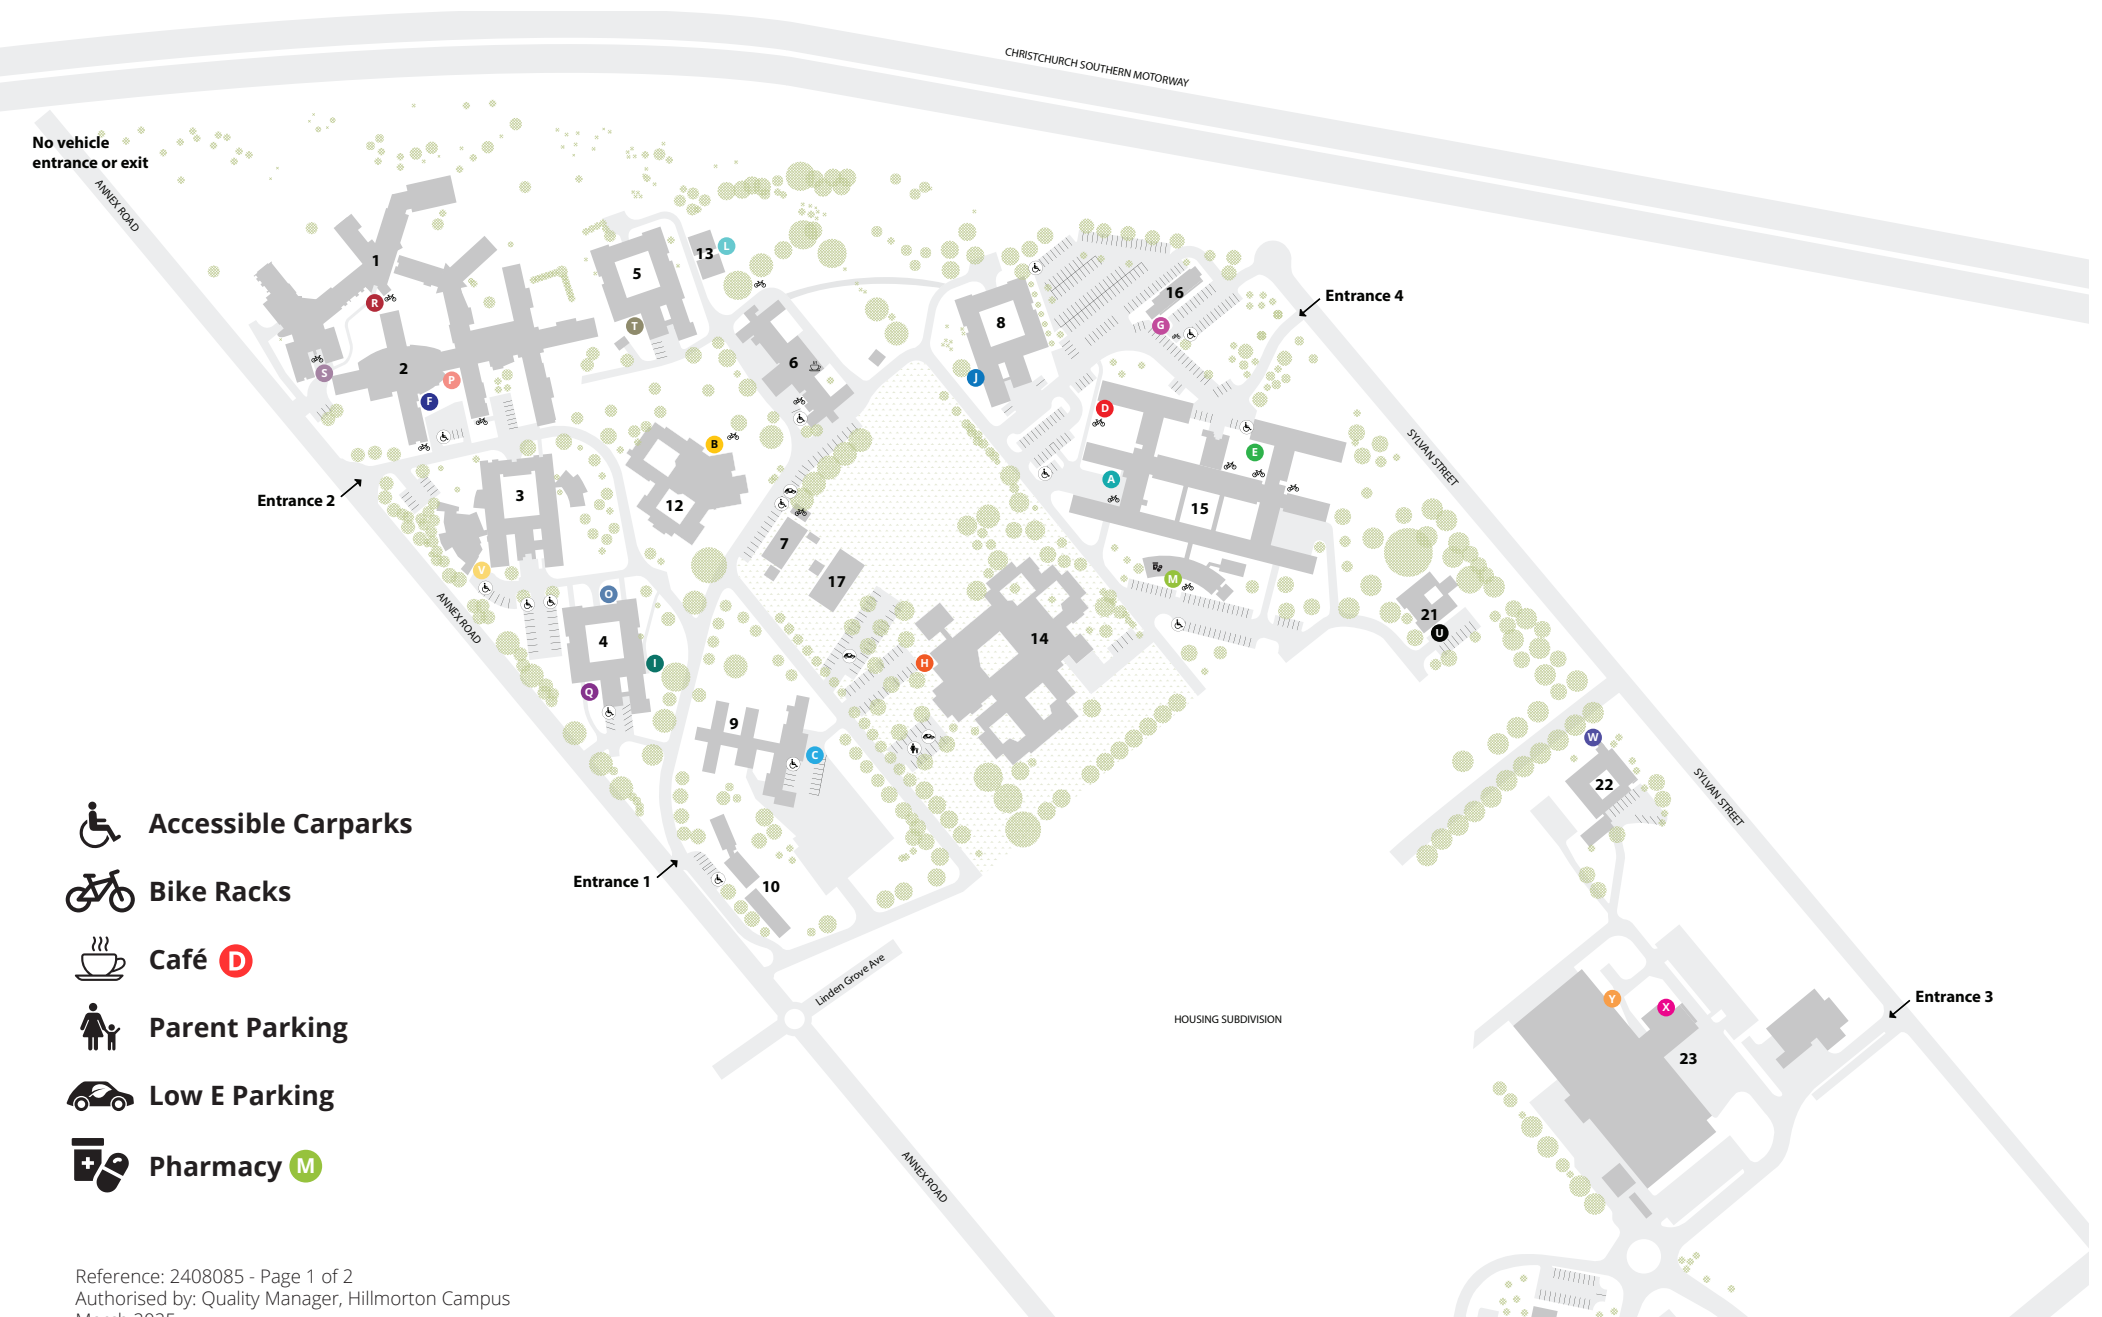 CHRISTCHURCH SOUTHERN MOTORWAY
No vehicle
entrance or exit
ANNEX ROAD
1
R
S
2
P
F
5
T
13
L
6
8
J
16
G
Entrance 4
D
E
A
15
M
SYLVAN STREET
Entrance 2
3
V
B
12
7
17
O
4
I
Q
14
H
21
U
ANNEX ROAD
9
C
W
22
SYLVAN STREET
Entrance 1
10
Linden Grove Ave
HOUSING SUBDIVISION
Y
X
23
Entrance 3
ANNEX ROAD
Accessible Carparks
Bike Racks
Café D
Parent Parking
Low E Parking
Pharmacy M
Reference: 2408085 - Page 1 of 2
Authorised by: Quality Manager, Hillmorton Campus
March 2025